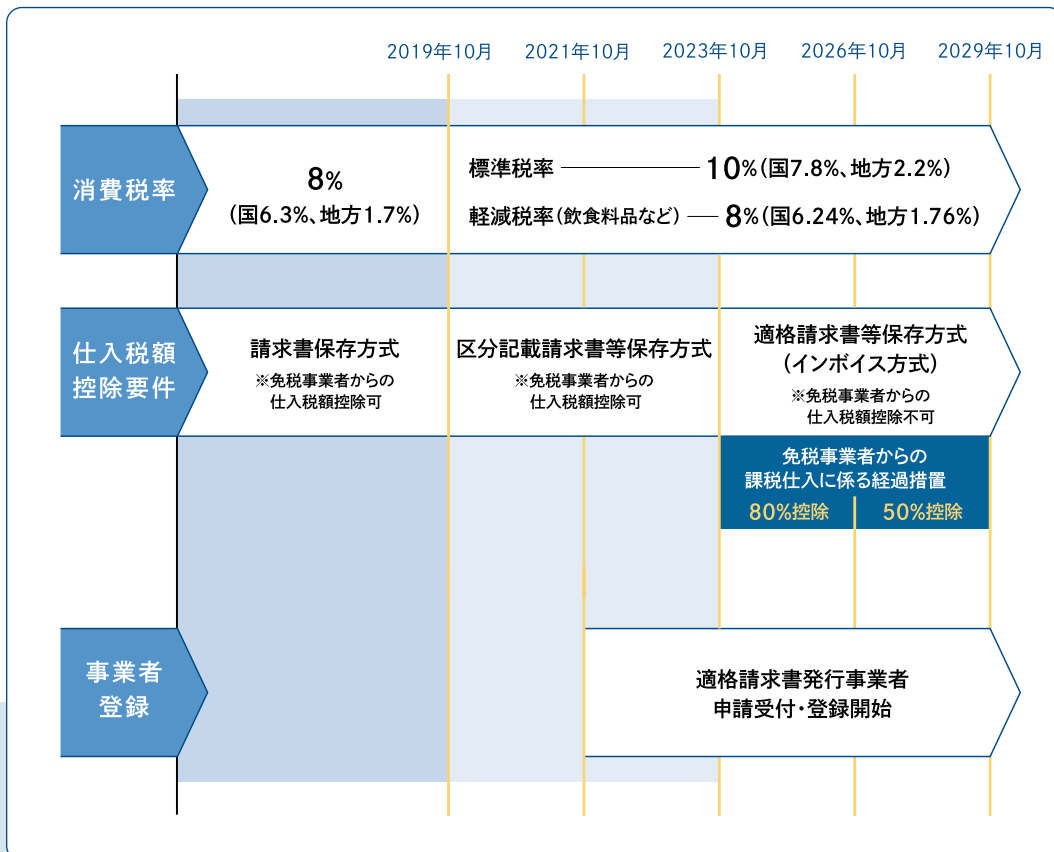 2019年10月 2021年10月 2023年10月 2026年10月 2029年10月
消費税率
8%
(国6.3%、地方1.7%)
標準税率 10%(国7.8%、地方2.2%)
軽減税率(飲食料品など) 8%(国6.24%、地方1.76%)
仕入税額
控除要件
請求書保存方式
※免税事業者からの
仕入税額控除可
区分記載請求書等保存方式
※免税事業者からの
仕入税額控除可
適格請求書等保存方式
(インボイス方式)
※免税事業者からの
仕入税額控除不可
免税事業者からの
課税仕入に係る経過措置
80%控除 50%控除
事業者
登録
適格請求書発行事業者
申請受付・登録開始